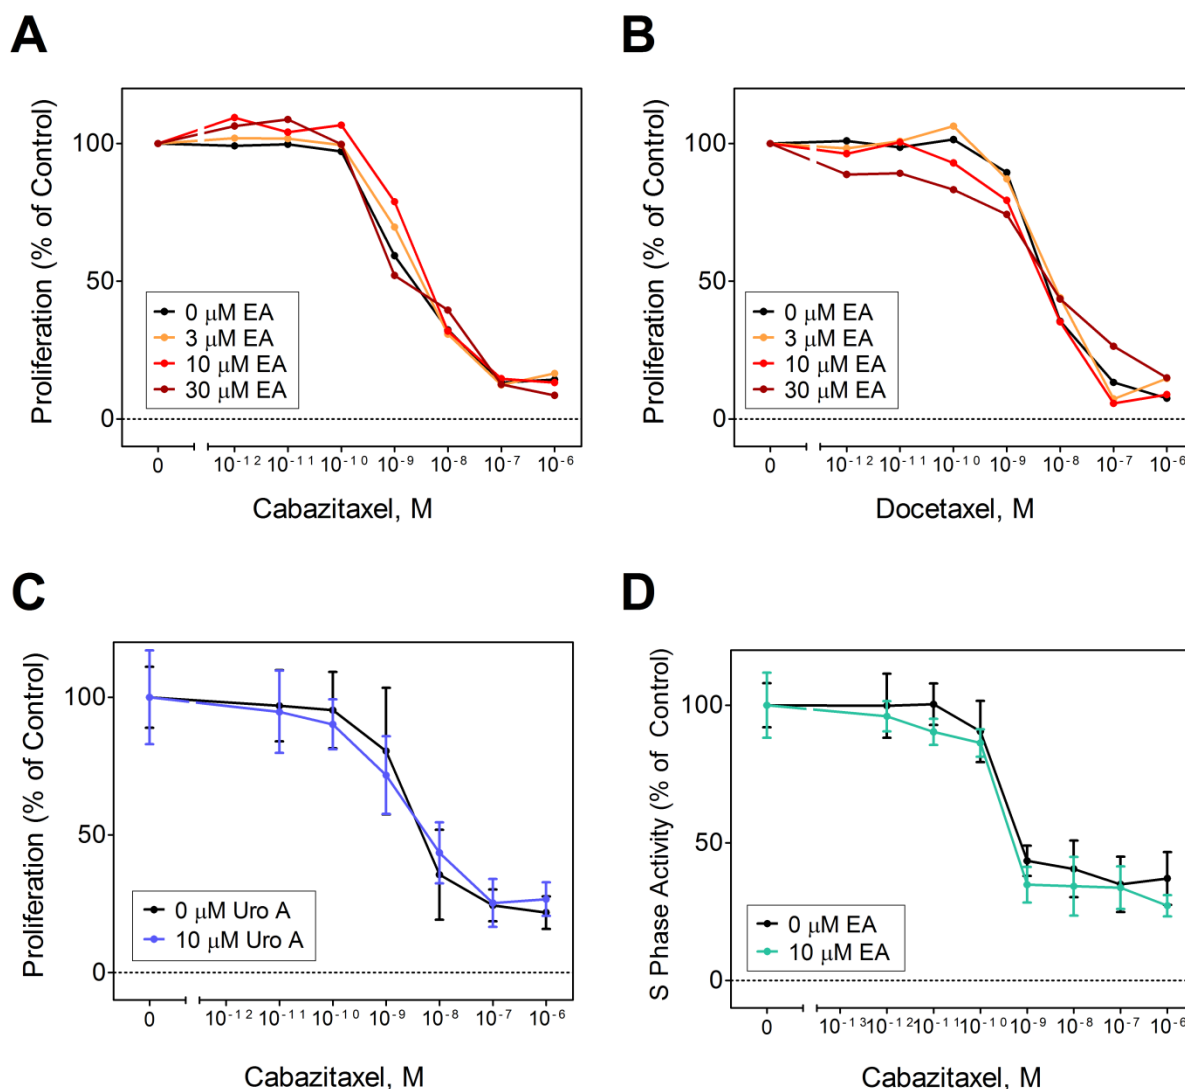 A
Proliferation (% of Control)
100
50
0
0 μM EA
3 μM EA
10 μM EA
30 μM EA
0 10⁻¹² 10⁻¹¹ 10⁻¹⁰ 10⁻⁹ 10⁻⁸ 10⁻⁷ 10⁻⁶
Cabazitaxel, M
B
Proliferation (% of Control)
100
50
0
0 μM EA
3 μM EA
10 μM EA
30 μM EA
0 10⁻¹² 10⁻¹¹ 10⁻¹⁰ 10⁻⁹ 10⁻⁸ 10⁻⁷ 10⁻⁶
Docetaxel, M
C
Proliferation (% of Control)
100
50
0
0 μM Uro A
10 μM Uro A
0 10⁻¹² 10⁻¹¹ 10⁻¹⁰ 10⁻⁹ 10⁻⁸ 10⁻⁷ 10⁻⁶
Cabazitaxel, M
D
S Phase Activity (% of Control)
100
50
0
0 μM EA
10 μM EA
0 10⁻¹³ 10⁻¹² 10⁻¹¹ 10⁻¹⁰ 10⁻⁹ 10⁻⁸ 10⁻⁷ 10⁻⁶
Cabazitaxel, M